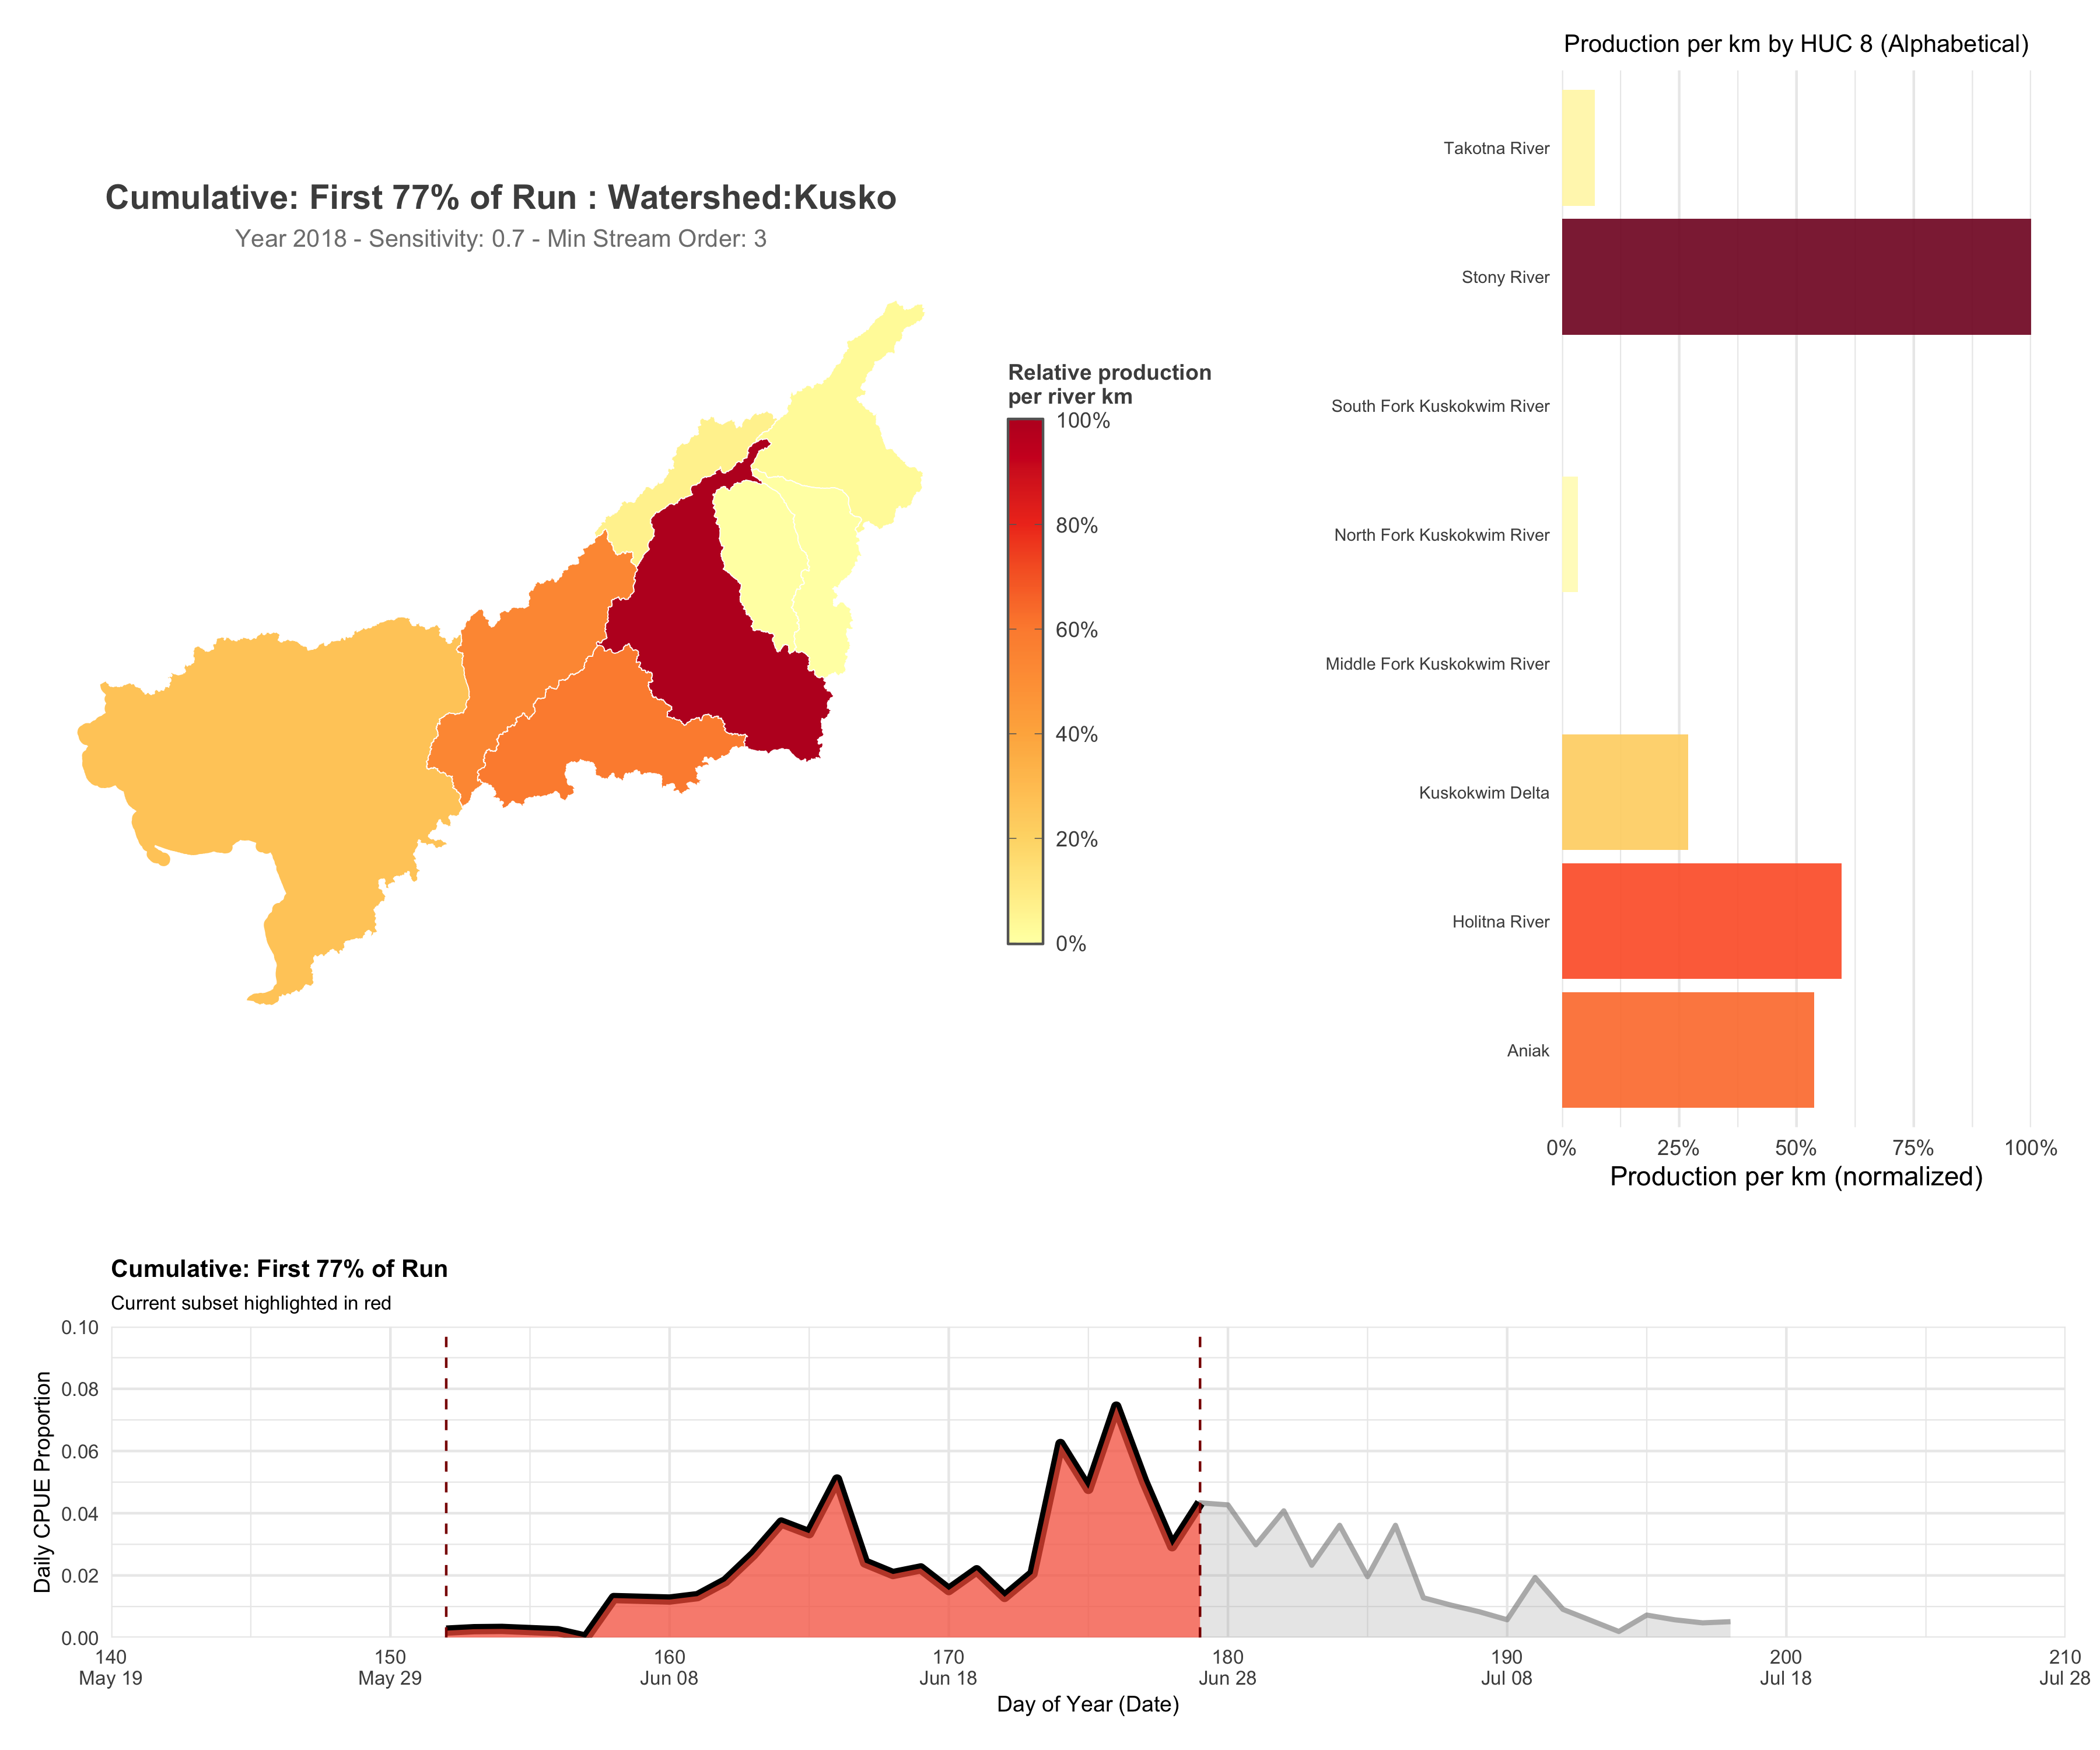 Production per km by HUC 8 (Alphabetical)
Takotna River
Stony River
South Fork Kuskokwim River
North Fork Kuskokwim River
Middle Fork Kuskokwim River
Kuskokwim Delta
Holitna River
Aniak
0%
25%
50%
75%
100%
Production per km (normalized)
Cumulative: First 77% of Run : Watershed:Kusko
Year 2018 - Sensitivity: 0.7 - Min Stream Order: 3
Relative production
per river km
100%
80%
60%
40%
20%
0%
Cumulative: First 77% of Run
Current subset highlighted in red
Daily CPUE Proportion
0.10
0.08
0.06
0.04
0.02
0.00
140
May 19
150
May 29
160
Jun 08
170
Jun 18
180
Jun 28
190
Jul 08
200
Jul 18
210
Jul 28
Day of Year (Date)